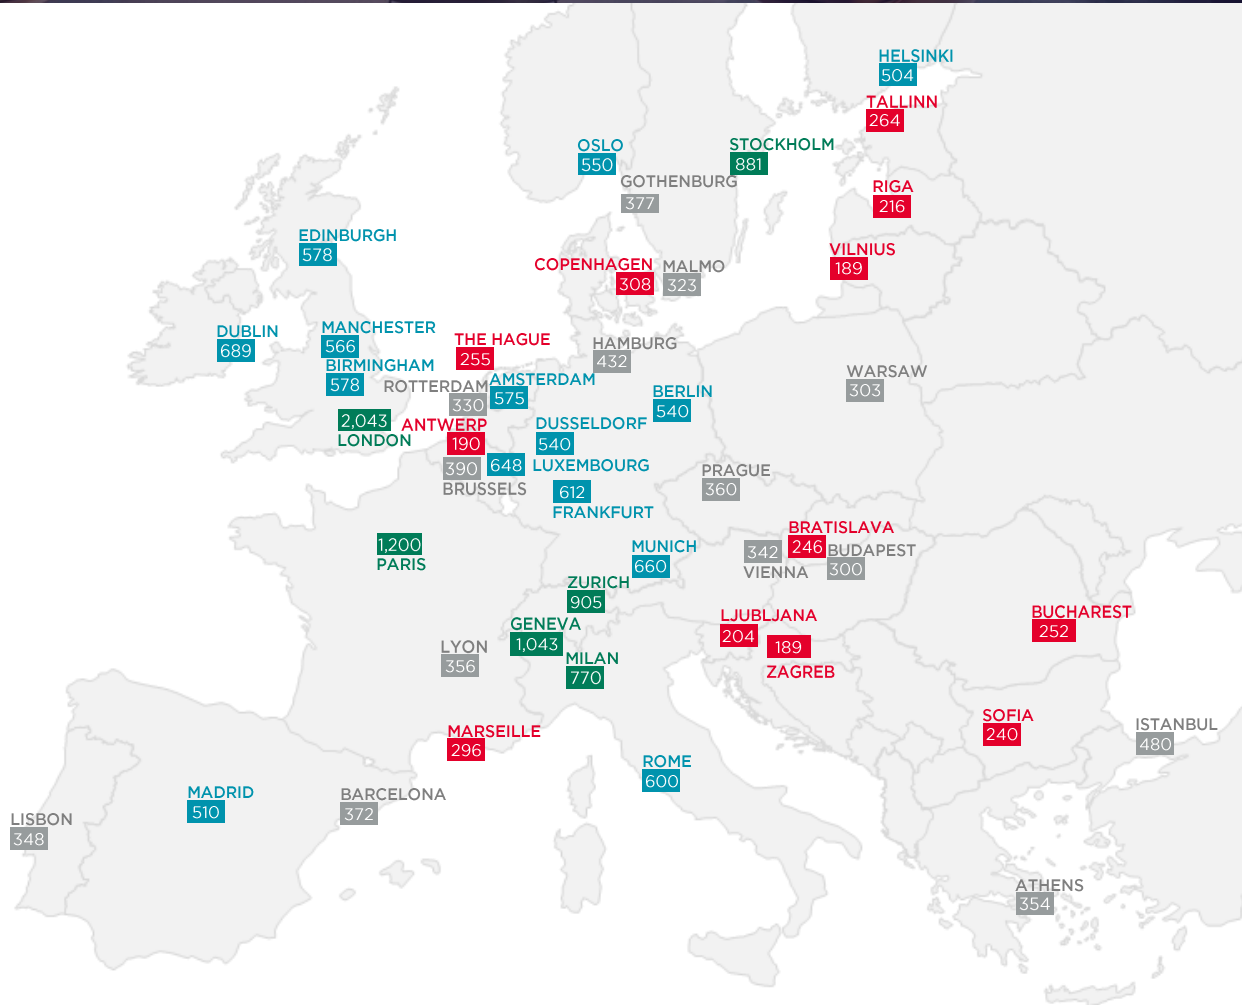 HELSINKI
504
TALLINN
264
OSLO
550
STOCKHOLM
881
GOTHENBURG
377
RIGA
216
EDINBURGH
578
VILNIUS
189
COPENHAGEN
308
MALMO
323
DUBLIN
689
MANCHESTER
566
THE HAGUE
255
HAMBURG
432
BIRMINGHAM
578
ROTTERDAM
330
AMSTERDAM
575
BERLIN
540
WARSAW
303
2,043
LONDON
ANTWERP
190
DUSSELDORF
540
390
BRUSSELS
648
LUXEMBOURG
612
FRANKFURT
PRAGUE
360
1,200
PARIS
MUNICH
660
342
VIENNA
BRATISLAVA
246
BUDAPEST
300
ZURICH
905
GENEVA
1,043
LJUBLJANA
204
189
ZAGREB
BUCHAREST
252
LYON
356
MILAN
770
MARSEILLE
296
SOFIA
240
ISTANBUL
480
ROME
600
MADRID
510
BARCELONA
372
LISBON
348
ATHENS
354